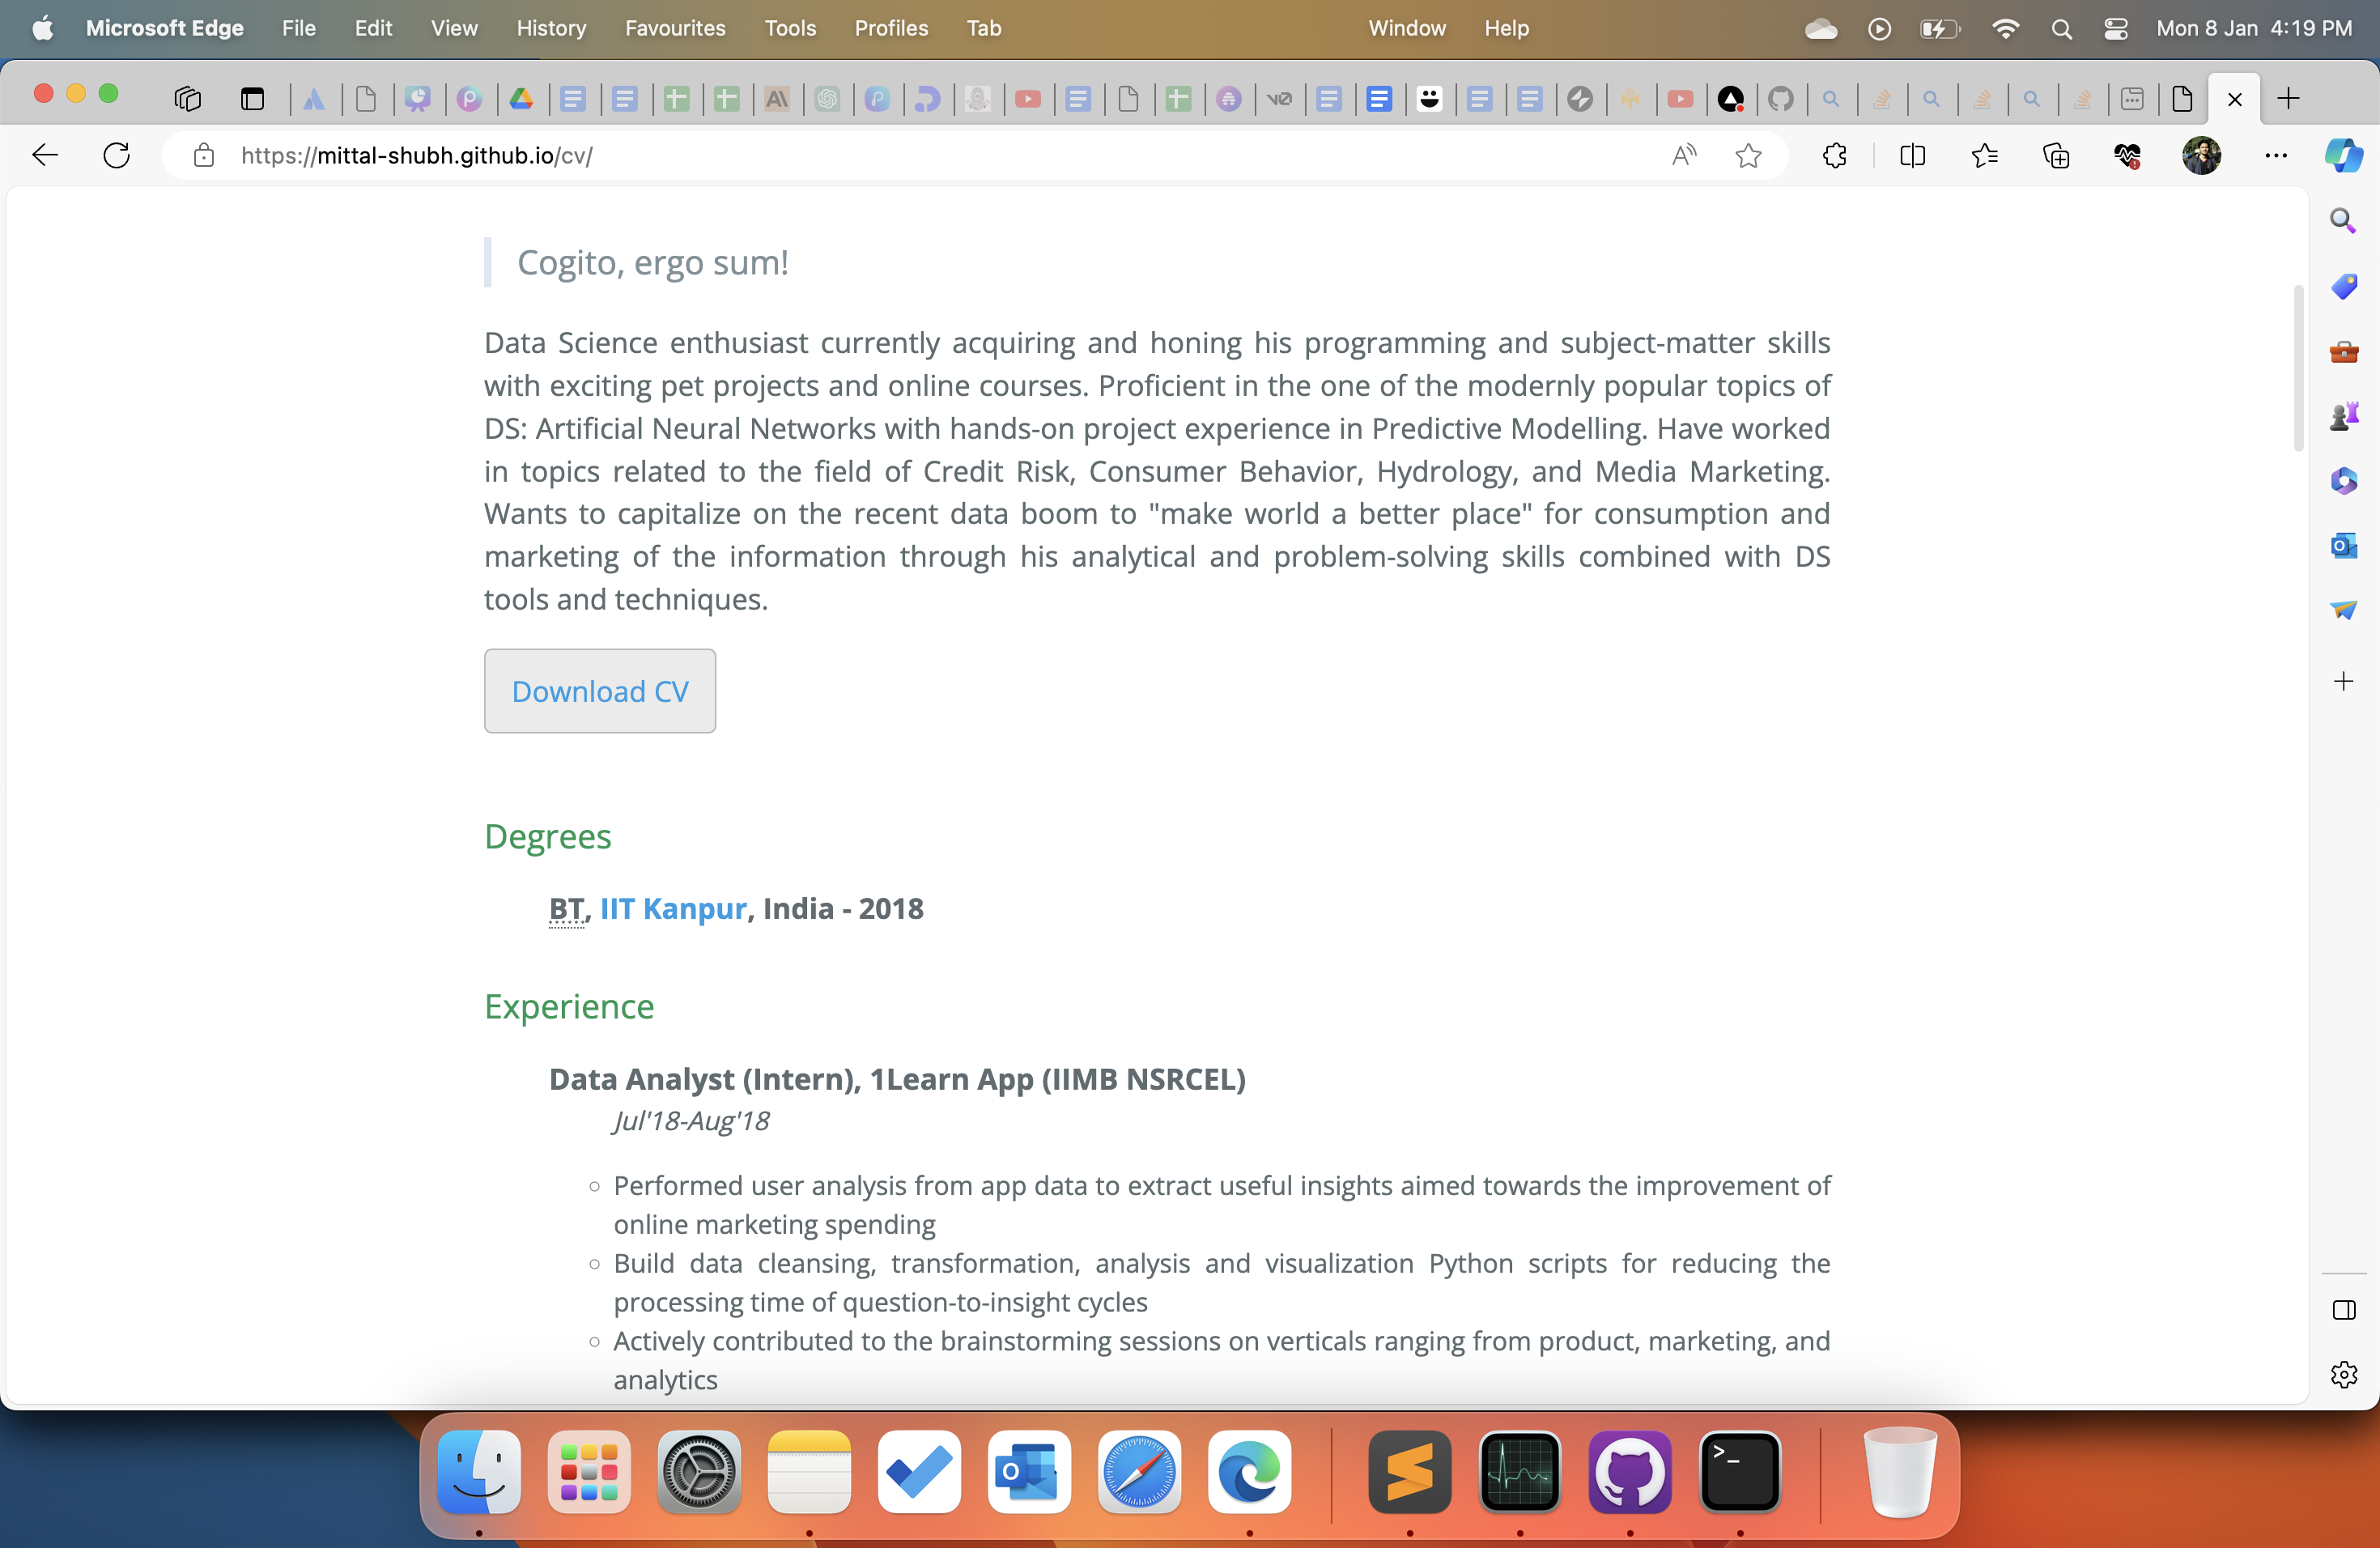 Microsoft Edge File Edit View History Favourites Tools Profiles Tab Window Help Mon 8 Jan 4:19 PM
https://mittal-shubh.github.io/cv/
Cogito, ergo sum!
Data Science enthusiast currently acquiring and honing his programming and subject-matter skills
with exciting pet projects and online courses. Proficient in the one of the modernly popular topics of
DS: Artificial Neural Networks with hands-on project experience in Predictive Modelling. Have worked
in topics related to the field of Credit Risk, Consumer Behavior, Hydrology, and Media Marketing.
Wants to capitalize on the recent data boom to "make world a better place" for consumption and
marketing of the information through his analytical and problem-solving skills combined with DS
tools and techniques.
Download CV
Degrees
BT, IIT Kanpur, India - 2018
Experience
Data Analyst (Intern), 1Learn App (IIMB NSRCEL)
Jul'18-Aug'18
Performed user analysis from app data to extract useful insights aimed towards the improvement of
online marketing spending
Build data cleansing, transformation, analysis and visualization Python scripts for reducing the
processing time of question-to-insight cycles
Actively contributed to the brainstorming sessions on verticals ranging from product, marketing, and
analytics